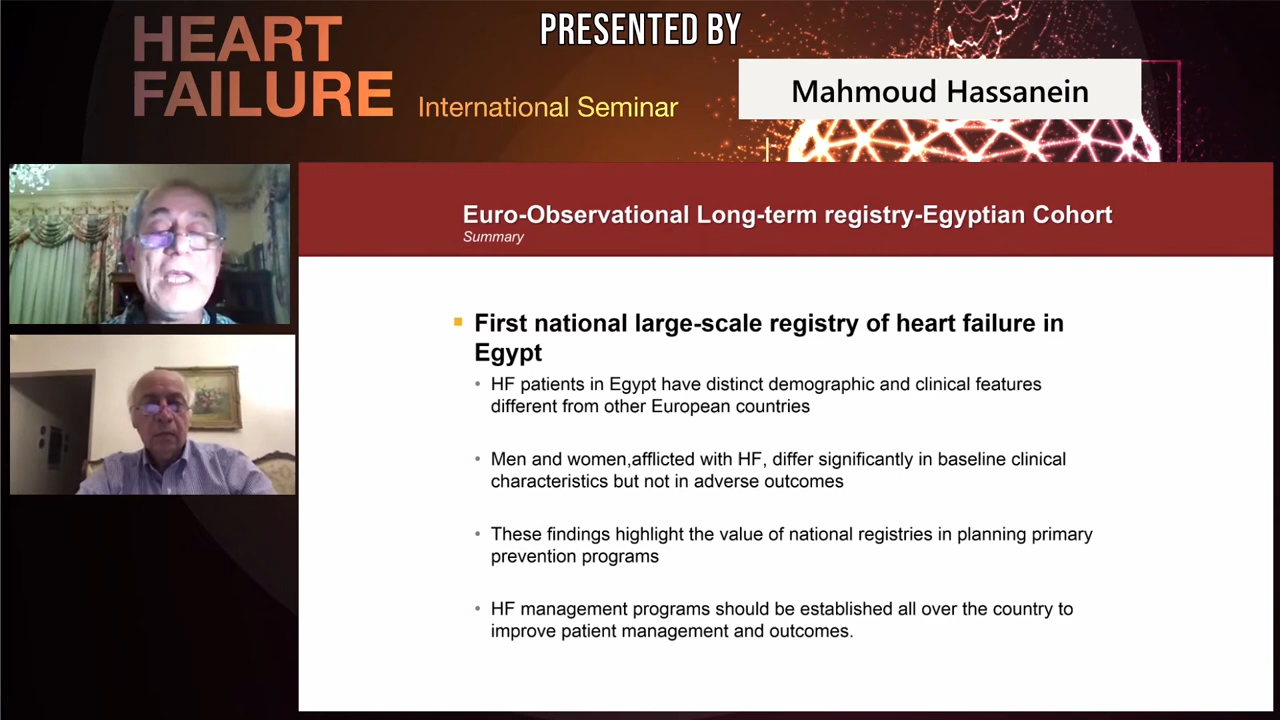 HEART
FAILURE
International Seminar
PRESENTED BY
Mahmoud Hassanein
Euro-Observational Long-term registry-Egyptian Cohort
Summary
First national large-scale registry of heart failure in
Egypt
HF patients in Egypt have distinct demographic and clinical features
different from other European countries
Men and women,afflicted with HF, differ significantly in baseline clinical
characteristics but not in adverse outcomes
These findings highlight the value of national registries in planning primary
prevention programs
HF management programs should be established all over the country to
improve patient management and outcomes.